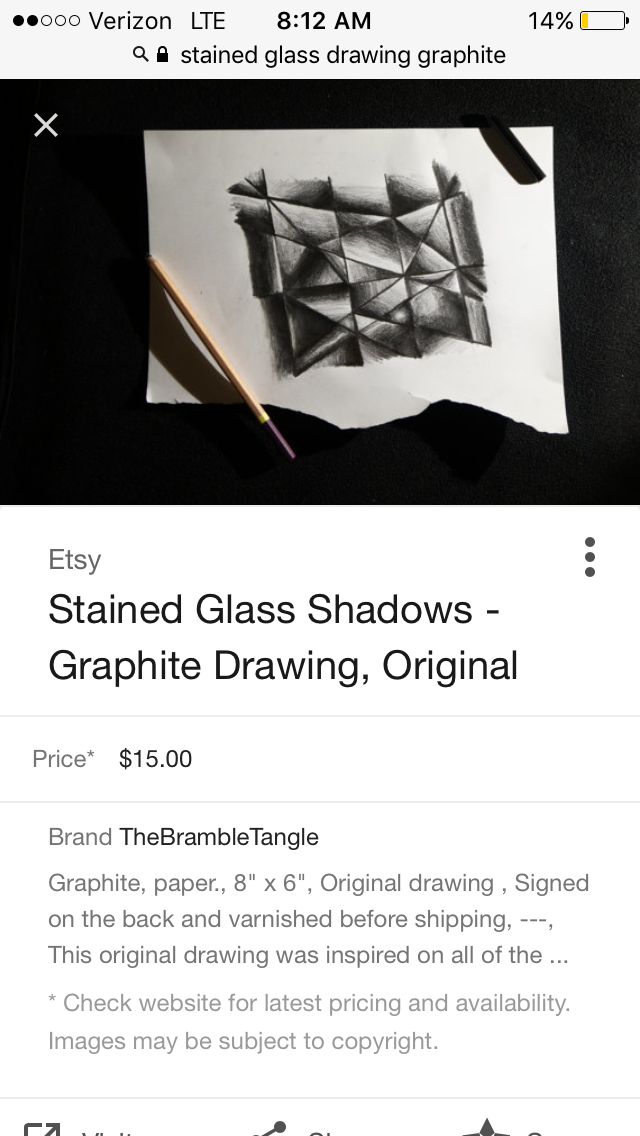 Verizon LTE 8:12 AM 14%
stained glass drawing graphite
Etsy
Stained Glass Shadows -
Graphite Drawing, Original
Price* $15.00
Brand TheBrambleTangle
Graphite, paper., 8" x 6", Original drawing , Signed
on the back and varnished before shipping, ---,
This original drawing was inspired on all of the ...
* Check website for latest pricing and availability.
Images may be subject to copyright.